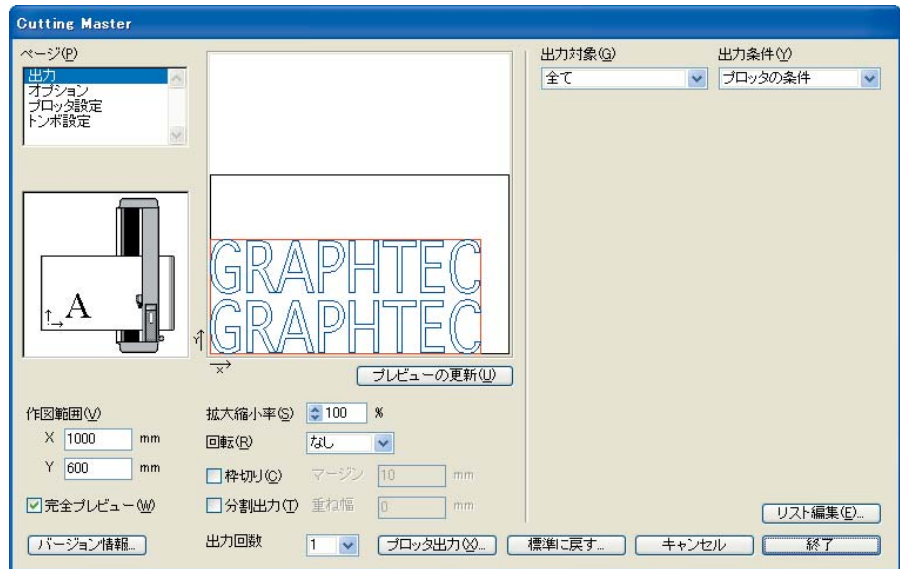 Cutting Master
ページ(P)
出力
オプション
プロッタ設定
トンボ設定
A
GRAPHTEC
GRAPHTEC
Y
X
プレビューの更新(U)
出力対象(G)
全て
出力条件(Y)
プロッタの条件
作図範囲(V)
X 1000 mm
Y 600 mm
完全プレビュー(W)
バージョン情報...
拡大縮小率(S) 100 %
回転(R) なし
枠切り(C) マージン 10 mm
分割出力(T) 重ね幅 0 mm
出力回数 1
プロッタ出力(X)...
リスト編集(E)...
標準に戻す...
キャンセル
終了